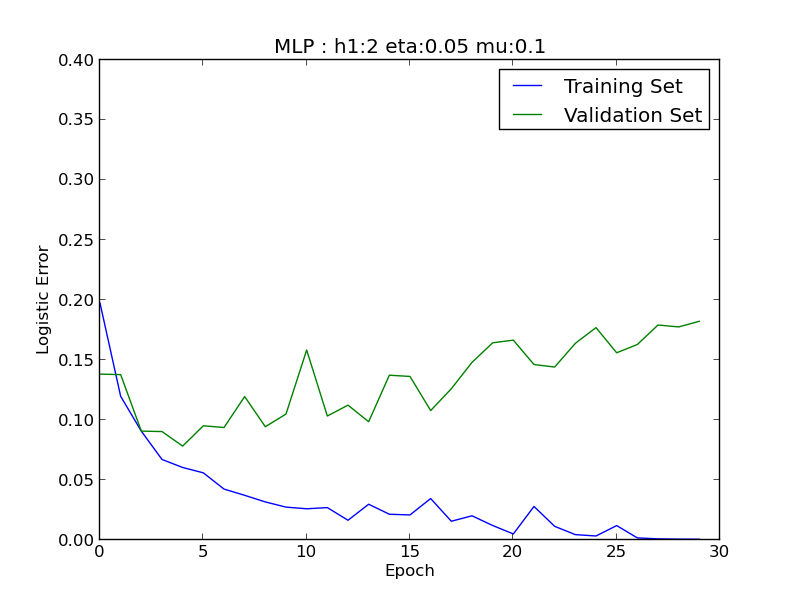 MLP : h1:2 eta:0.05 mu:0.1
Training Set
Validation Set
0.40
0.35
0.30
0.25
0.20
0.15
0.10
0.05
0.00
Logistic Error
0 5 10 15 20 25 30
Epoch